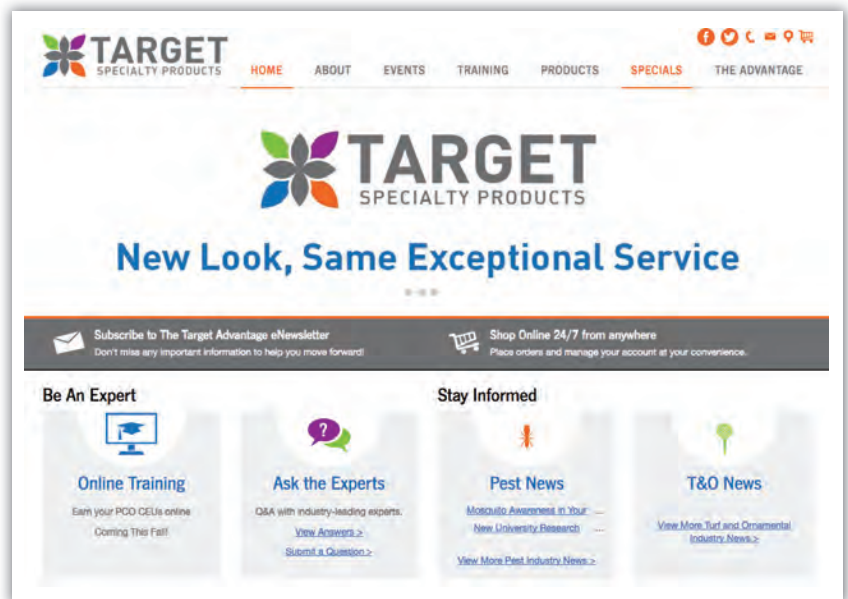 TARGET
SPECIALTY PRODUCTS
HOME ABOUT EVENTS TRAINING PRODUCTS SPECIALS THE ADVANTAGE
TARGET
SPECIALTY PRODUCTS
New Look, Same Exceptional Service
Subscribe to The Target Advantage eNewsletter
Don't miss any important information to help you move forward!
Shop Online 24/7 from anywhere
Place orders and manage your account at your convenience.
Be An Expert
Online Training
Earn your PCO CEUs online
Coming This Fall!
?
Ask the Experts
Q&A with industry-leading experts.
View Answers >
Submit a Question >
Stay Informed
Pest News
Mosquito Awareness in Your ...
New University Research ...
View More Pest Industry News >
T&O News
View More Turf and Ornamental
Industry News >